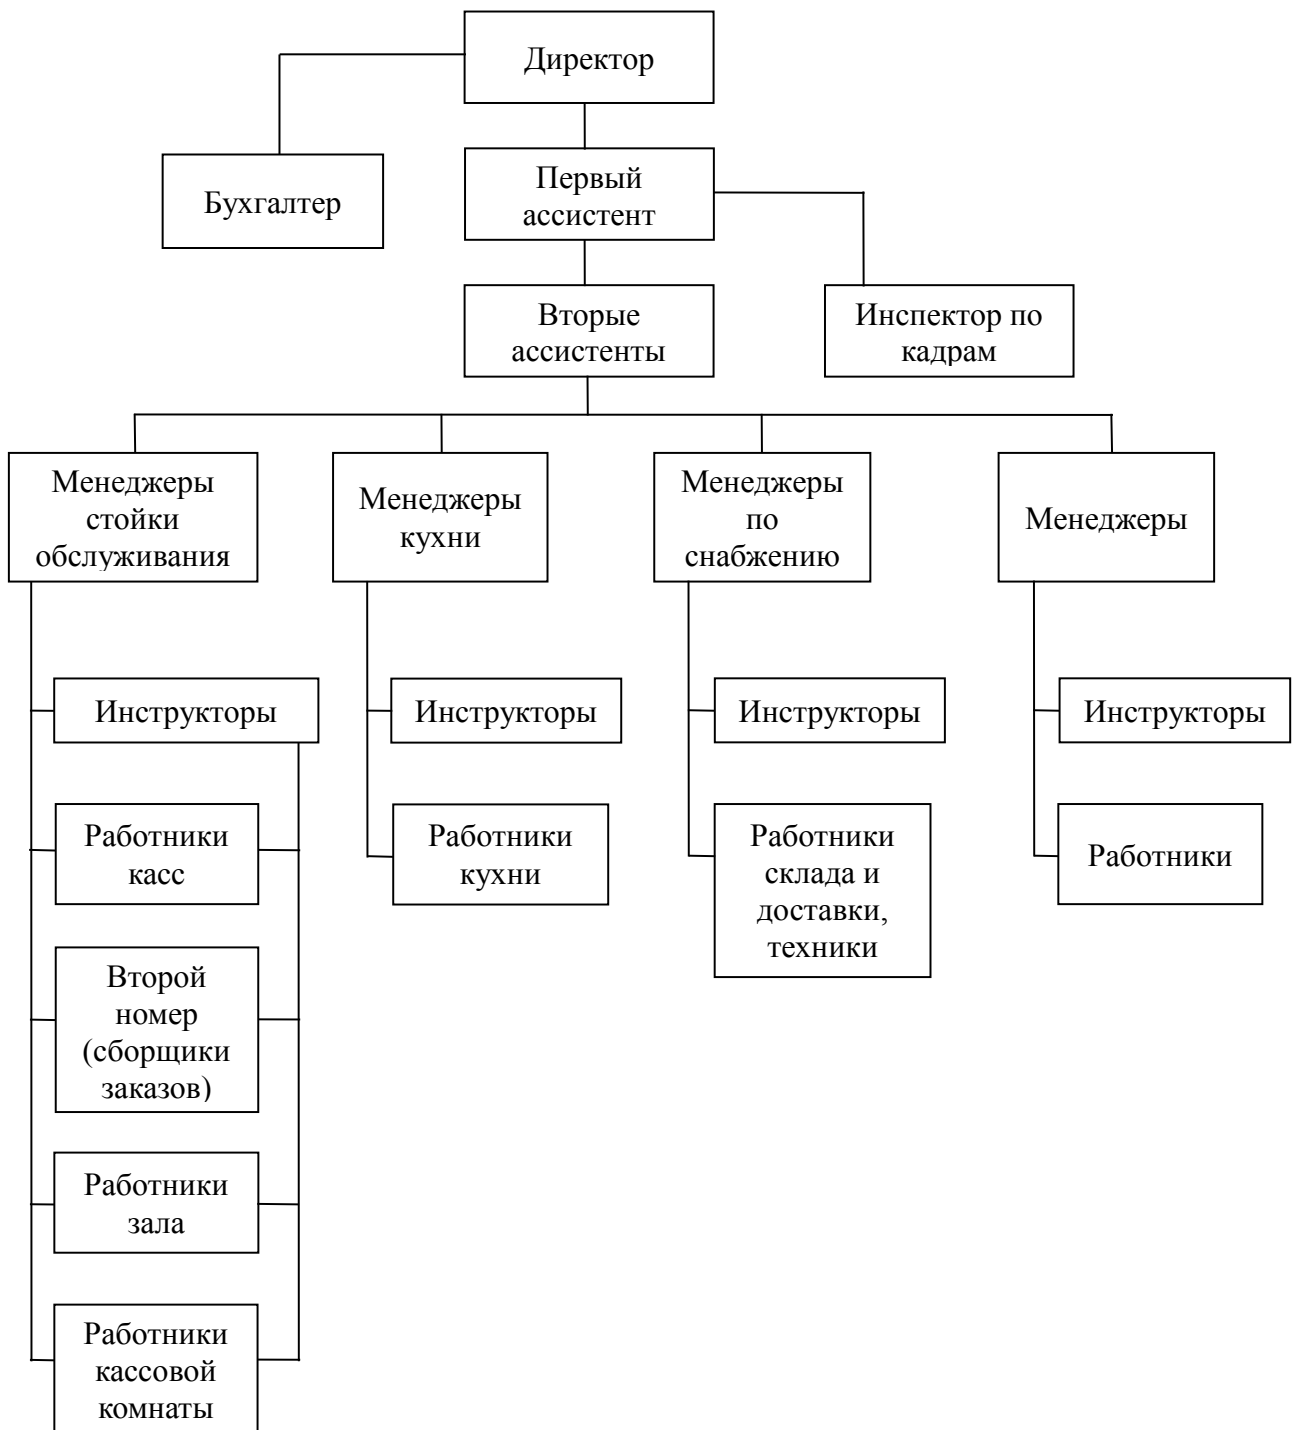 Директор
Бухгалтер
Первый
ассистент
Вторые
ассистенты
Инспектор по
кадрам
Менеджеры
стойки
обслуживания
Менеджеры
кухни
Менеджеры
по
снабжению
Менеджеры
Инструкторы
Инструкторы
Инструкторы
Инструкторы
Работники
касс
Работники
кухни
Работники
склада и
доставки,
техники
Работники
Второй
номер
(сборщики
заказов)
Работники
зала
Работники
кассовой
комнаты